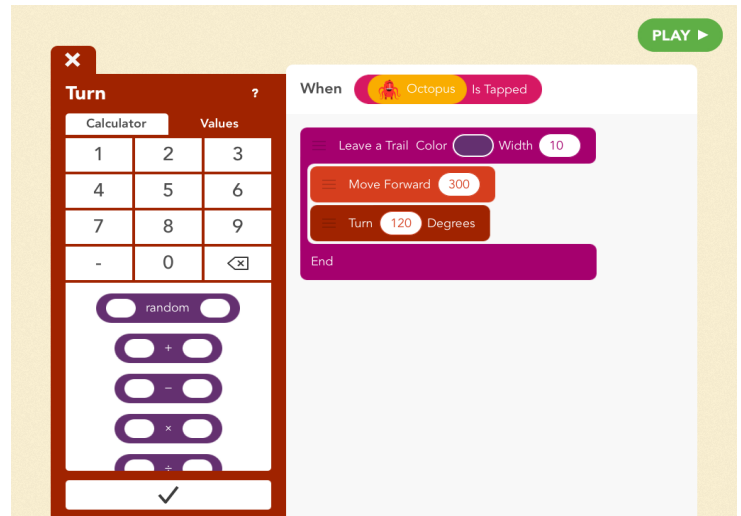 PLAY
Turn ?
Calculator Values
1 2 3
4 5 6
7 8 9
- 0
random
+
−
×
÷
When Octopus Is Tapped
Leave a Trail Color Width 10
Move Forward 300
Turn 120 Degrees
End